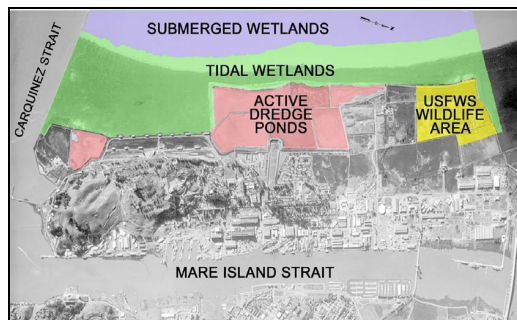 SUBMERGED WETLANDS
TIDAL WETLANDS
CARQUINEZ STRAIT
ACTIVE
DREDGE
PONDS
USFWS
WILDLIFE
AREA
MARE ISLAND STRAIT